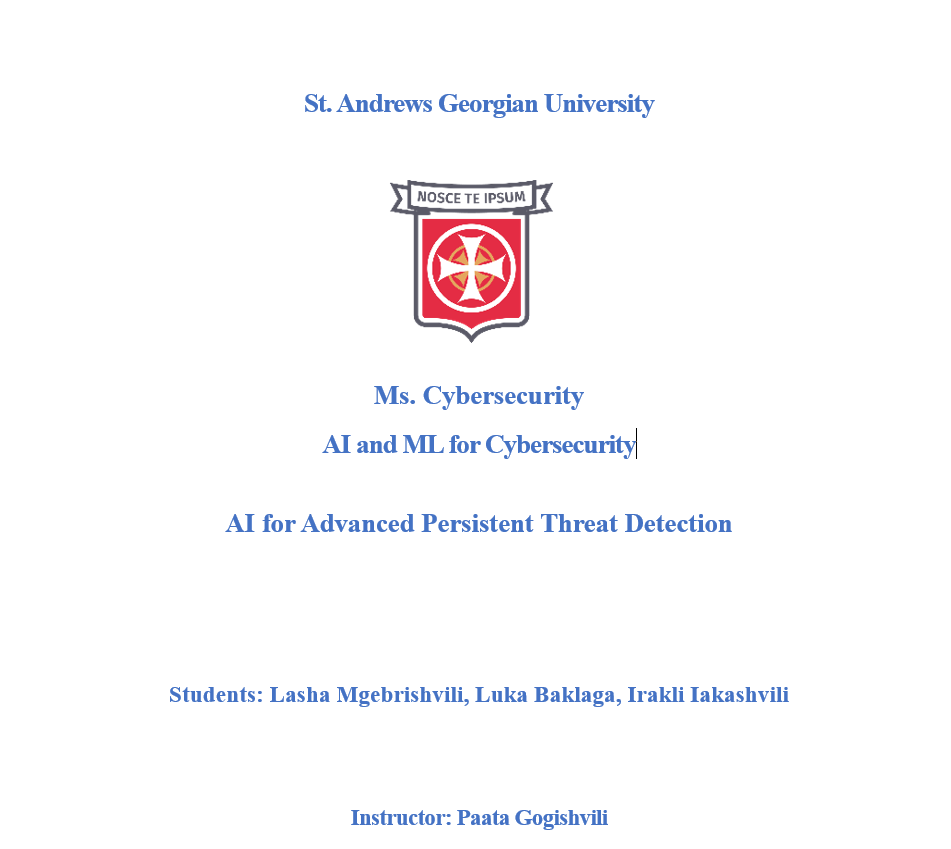 St. Andrews Georgian University
NOSCE TE IPSUM
Ms. Cybersecurity
AI and ML for Cybersecurity
AI for Advanced Persistent Threat Detection
Students: Lasha Mgebrishvili, Luka Baklaga, Irakli Iakashvili
Instructor: Paata Gogishvili